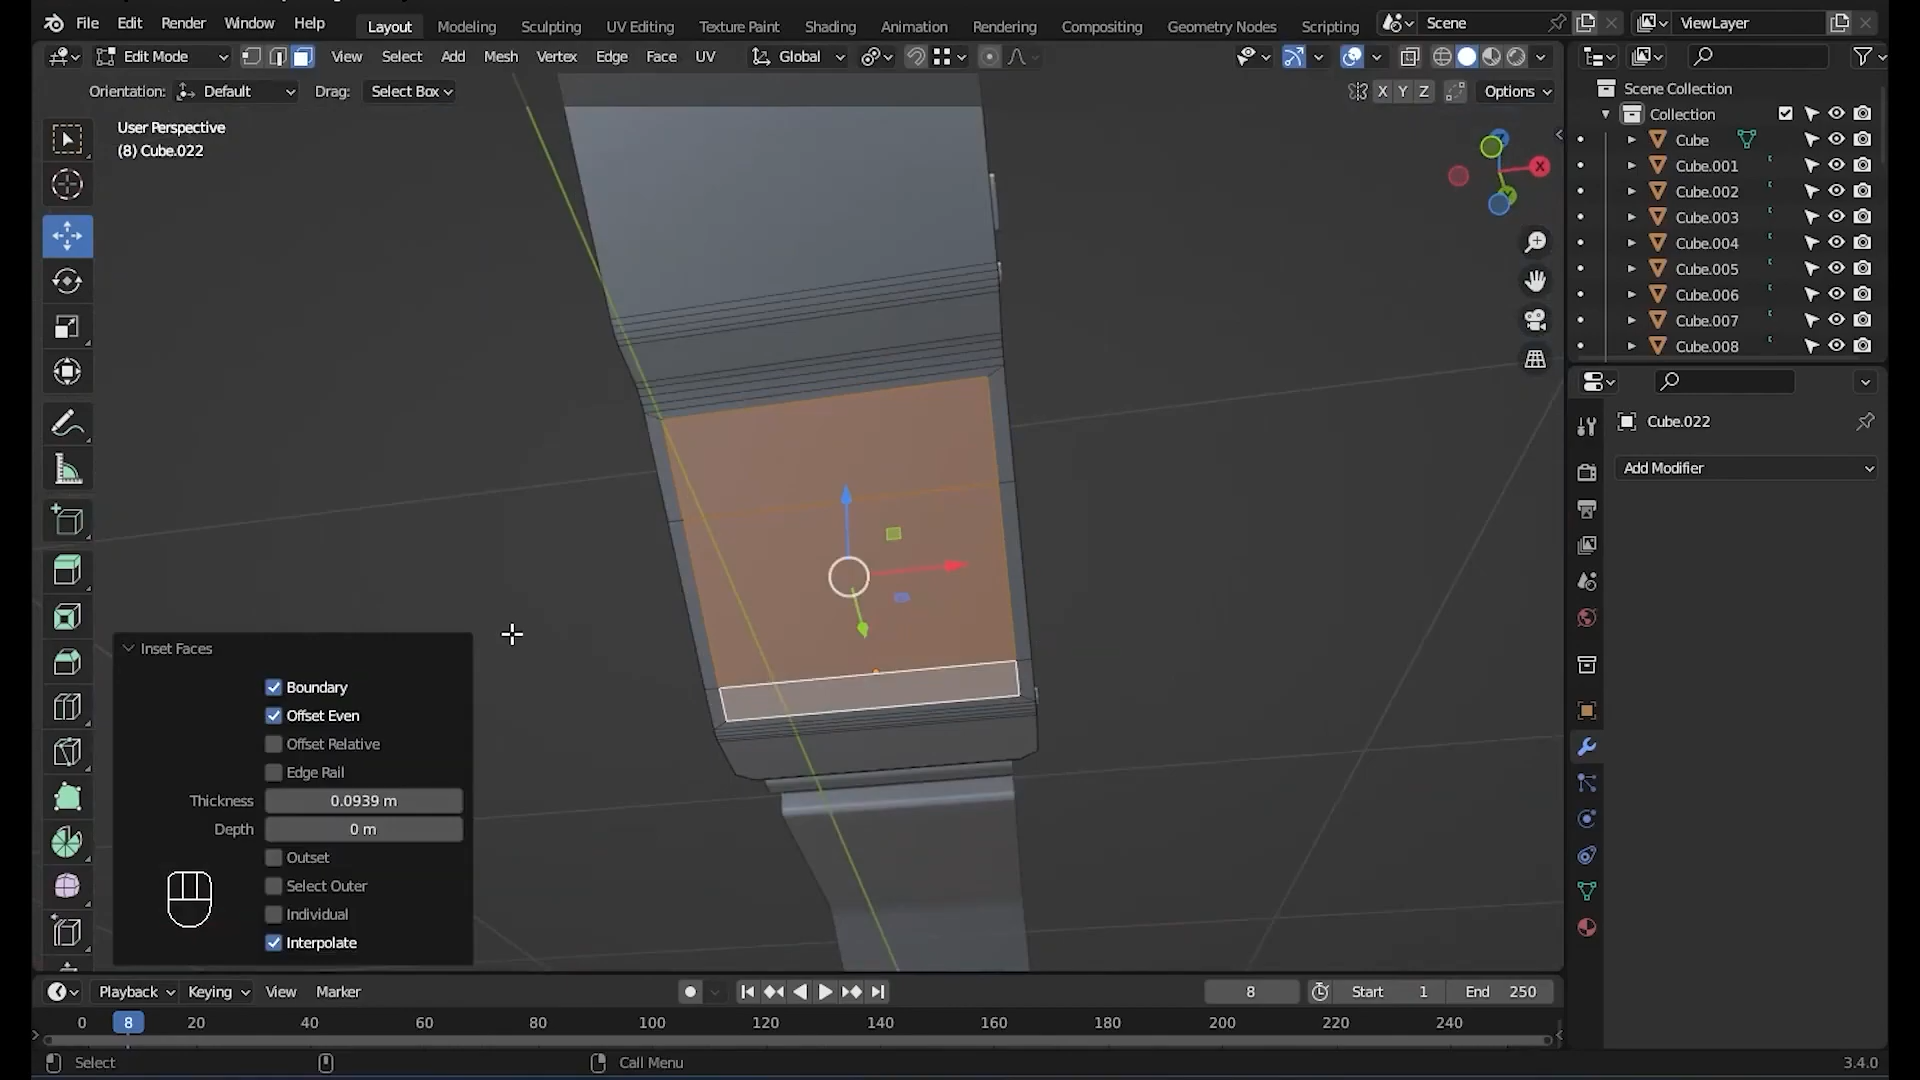 File Edit Render Window Help Layout Modeling Sculpting UV Editing Texture Paint Shading Animation Rendering Compositing Geometry Nodes Scripting Scene ViewLayer
Edit Mode View Select Add Mesh Vertex Edge Face UV Global
Orientation: Default Drag: Select Box X Y Z Options
User Perspective
(8) Cube.022
X
Scene Collection
Collection
Cube
Cube.001
Cube.002
Cube.003
Cube.004
Cube.005
Cube.006
Cube.007
Cube.008
Cube.022
Add Modifier
Inset Faces
Boundary
Offset Even
Offset Relative
Edge Rail
Thickness 0.0939 m
Depth 0 m
Outset
Select Outer
Individual
Interpolate
Playback Keying View Marker 8 Start 1 End 250
0 8 20 40 60 80 100 120 140 160 180 200 220 240
Select Call Menu 3.4.0